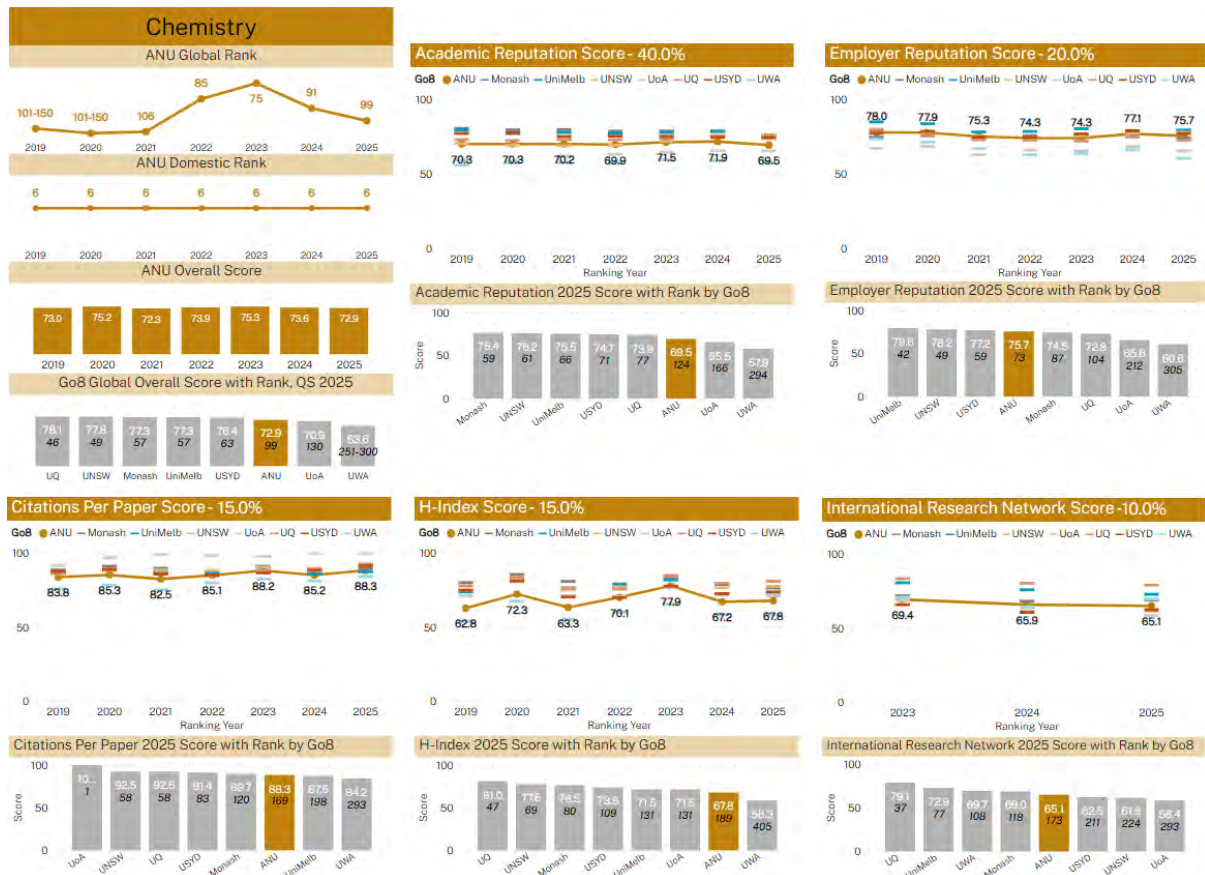 Chemistry
ANU Global Rank
101-150 101-150 106 85 75 91 99
2019 2020 2021 2022 2023 2024 2025
ANU Domestic Rank
6 6 6 6 6 6 6
2019 2020 2021 2022 2023 2024 2025
ANU Overall Score
73.0 75.2 72.3 73.9 75.3 73.6 72.9
2019 2020 2021 2022 2023 2024 2025
Go8 Global Overall Score with Rank, QS 2025
78.1 77.8 77.3 77.3 76.4 72.9 70.9 63.6
46 49 57 57 63 99 130 251-300
UQ UNSW Monash UniMelb USYD ANU UoA UWA
Academic Reputation Score - 40.0%
Go8 ANU Monash UniMelb UNSW UoA UQ USYD UWA
100
50
0
70.3 70.3 70.2 69.9 71.5 71.9 69.5
2019 2020 2021 2022 2023 2024 2025
Ranking Year
Academic Reputation 2025 Score with Rank by Go8
100
50
0
Score
76.4 76.2 75.5 74.7 73.9 69.5 65.5 57.9
59 61 66 71 77 124 166 294
Monash UNSW UniMelb USYD UQ ANU UoA UWA
Employer Reputation Score - 20.0%
Go8 ANU Monash UniMelb UNSW UoA UQ USYD UWA
100
50
0
78.0 77.9 75.3 74.3 74.3 77.1 75.7
2019 2020 2021 2022 2023 2024 2025
Ranking Year
Employer Reputation 2025 Score with Rank by Go8
100
50
0
Score
79.6 78.2 77.2 75.7 74.5 72.8 65.6 60.6
42 49 59 73 87 104 212 305
UniMelb UNSW USYD ANU Monash UQ UoA UWA
Citations Per Paper Score - 15.0%
Go8 ANU Monash UniMelb UNSW UoA UQ USYD UWA
100
50
0
83.8 85.3 82.5 85.1 88.2 85.2 88.3
2019 2020 2021 2022 2023 2024 2025
Ranking Year
Citations Per Paper 2025 Score with Rank by Go8
100
50
0
Score
10... 92.5 92.5 91.4 89.7 88.3 87.5 84.2
1 58 58 83 120 169 198 293
UoA UNSW UQ USYD Monash ANU UniMelb UWA
H-Index Score - 15.0%
Go8 ANU Monash UniMelb UNSW UoA UQ USYD UWA
100
50
0
62.8 72.3 63.3 70.1 77.9 67.2 67.8
2019 2020 2021 2022 2023 2024 2025
Ranking Year
H-Index 2025 Score with Rank by Go8
100
50
0
Score
81.0 77.6 76.5 73.6 71.5 71.5 67.8 58.3
47 69 80 109 131 131 189 405
UQ UNSW Monash USYD UniMelb UoA ANU UWA
International Research Network Score -10.0%
Go8 ANU Monash UniMelb UNSW UoA UQ USYD UWA
100
50
0
69.4 65.9 65.1
2023 2024 2025
Ranking Year
International Research Network 2025 Score with Rank by Go8
100
50
0
Score
79.1 72.9 69.7 69.0 65.1 62.5 58.4
37 77 108 118 173 211 224 293
UQ UniMelb UWA Monash ANU USYD UNSW UoA